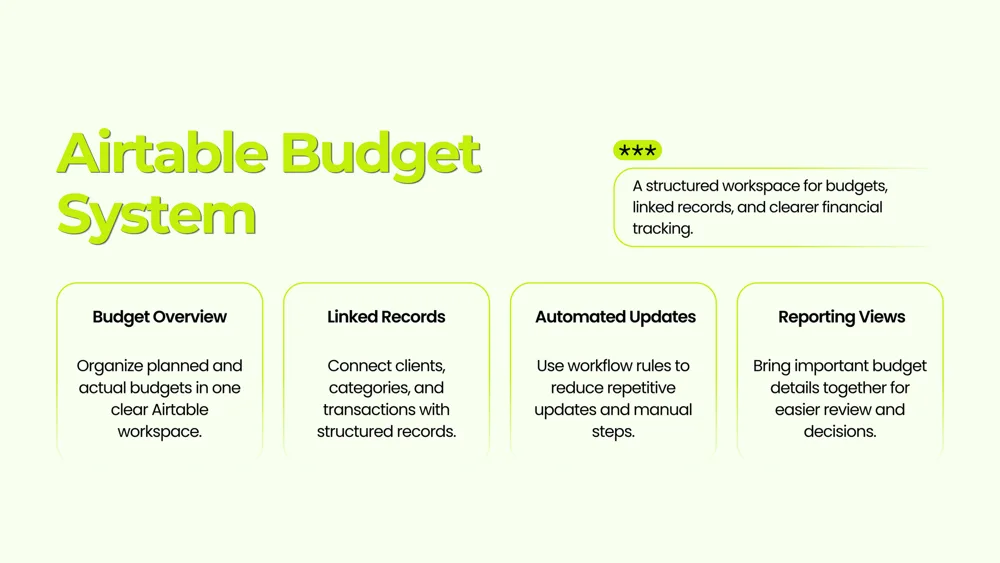 Airtable Budget
System
***
A structured workspace for budgets,
linked records, and clearer financial
tracking.
Budget Overview
Organize planned and
actual budgets in one
clear Airtable
workspace.
Linked Records
Connect clients,
categories, and
transactions with
structured records.
Automated Updates
Use workflow rules to
reduce repetitive
updates and manual
steps.
Reporting Views
Bring important budget
details together for
easier review and
decisions.